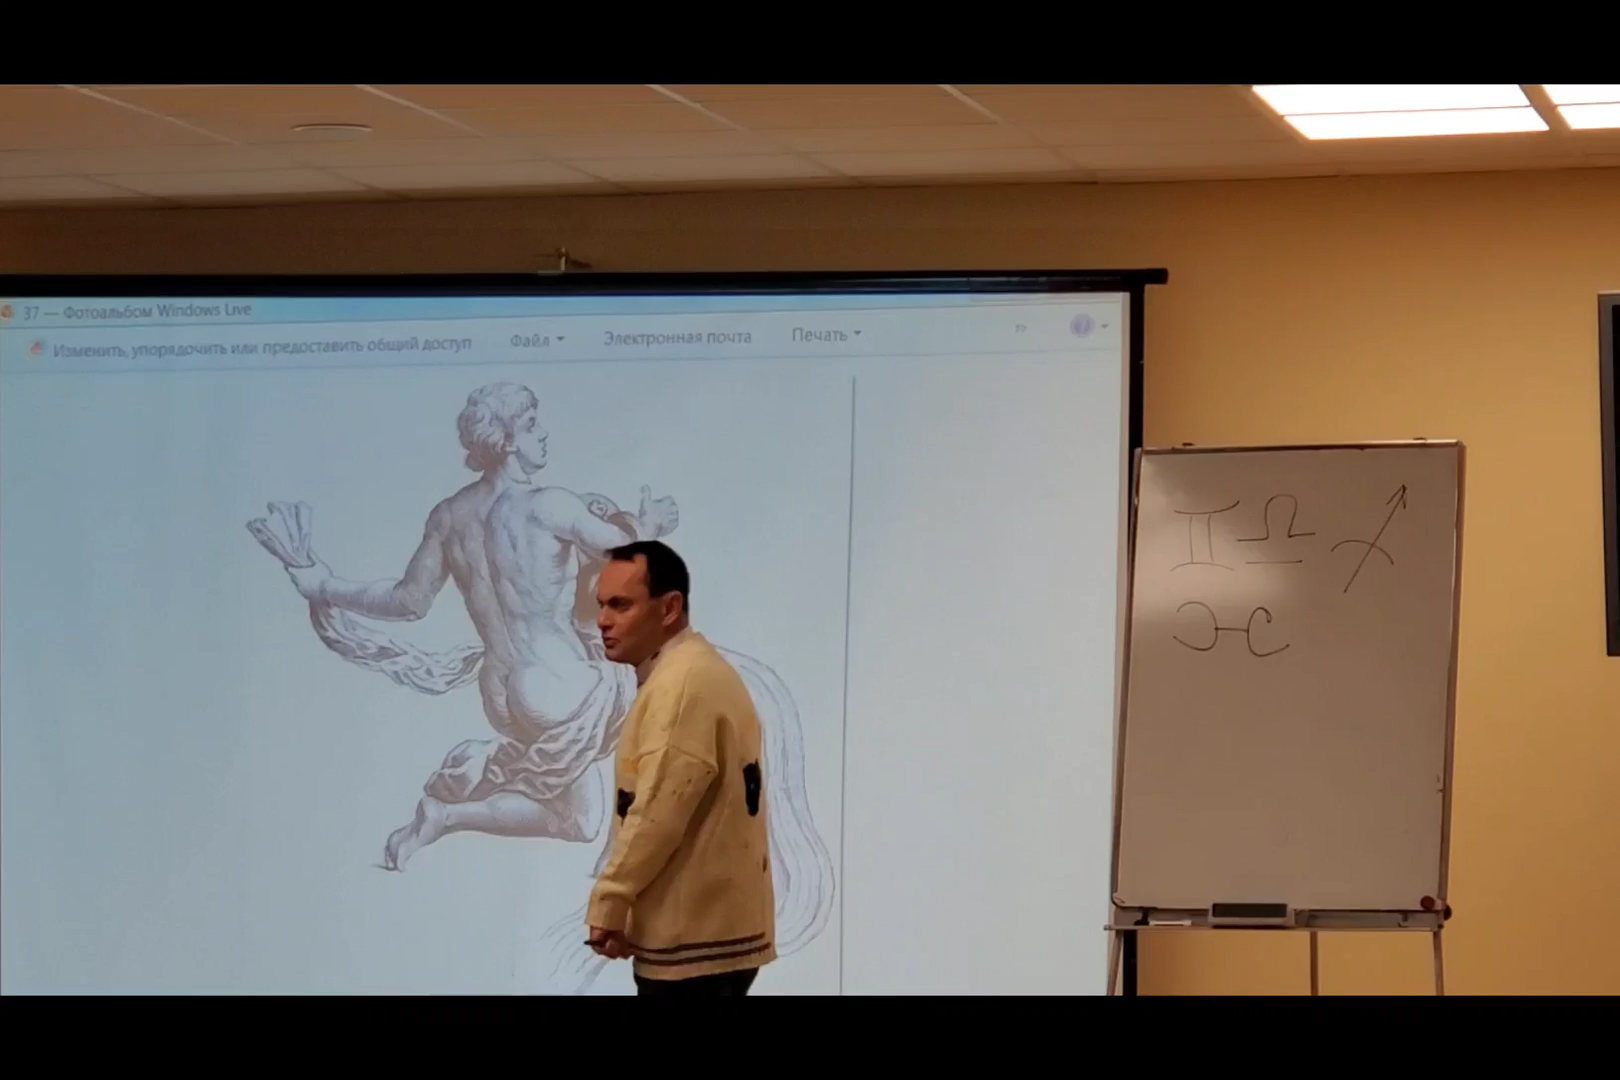 37 — Фотоальбом Windows Live
Изменить, упорядочить или предоставить общий доступ Файл Электронная почта Печать »
♊ ♎ ♐